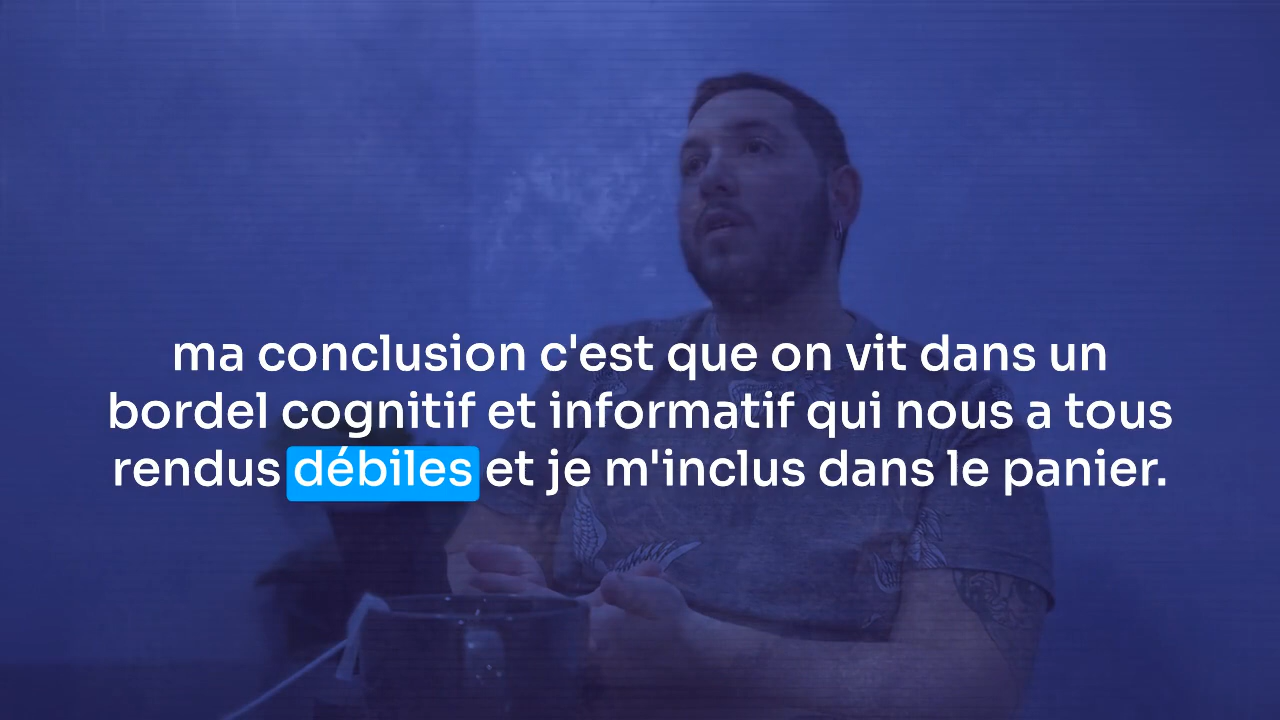 ma conclusion c'est que on vit dans un
bordel cognitif et informatif qui nous a tous
rendus débiles et je m'inclus dans le panier.